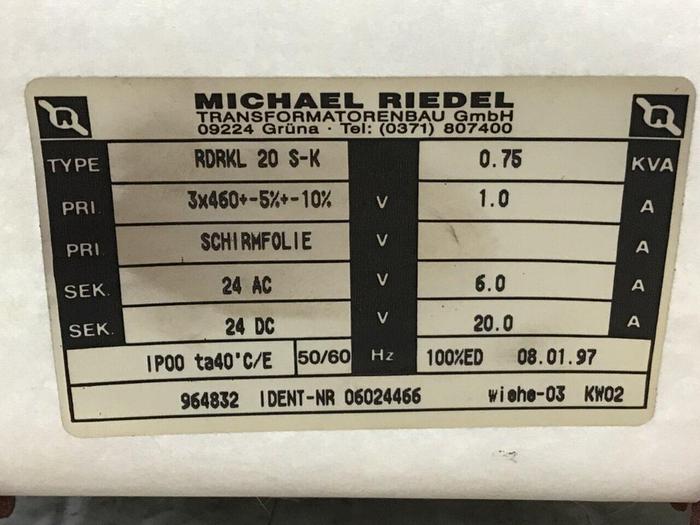 MICHAEL RIEDEL
TRANSFORMATORENBAU GmbH
09224 Grüna · Tel: (0371) 807400
TYPE RDRKL 20 S-K 0.75 KVA
PRI. 3x460+-5%+-10% V 1.0 A
PRI. SCHIRMFOLIE V A
SEK. 24 AC V 6.0 A
SEK. 24 DC V 20.0 A
IP00 ta40°C/E 50/60 Hz 100%ED 08.01.97
964832 IDENT-NR 06024466 wiehe-03 KW02